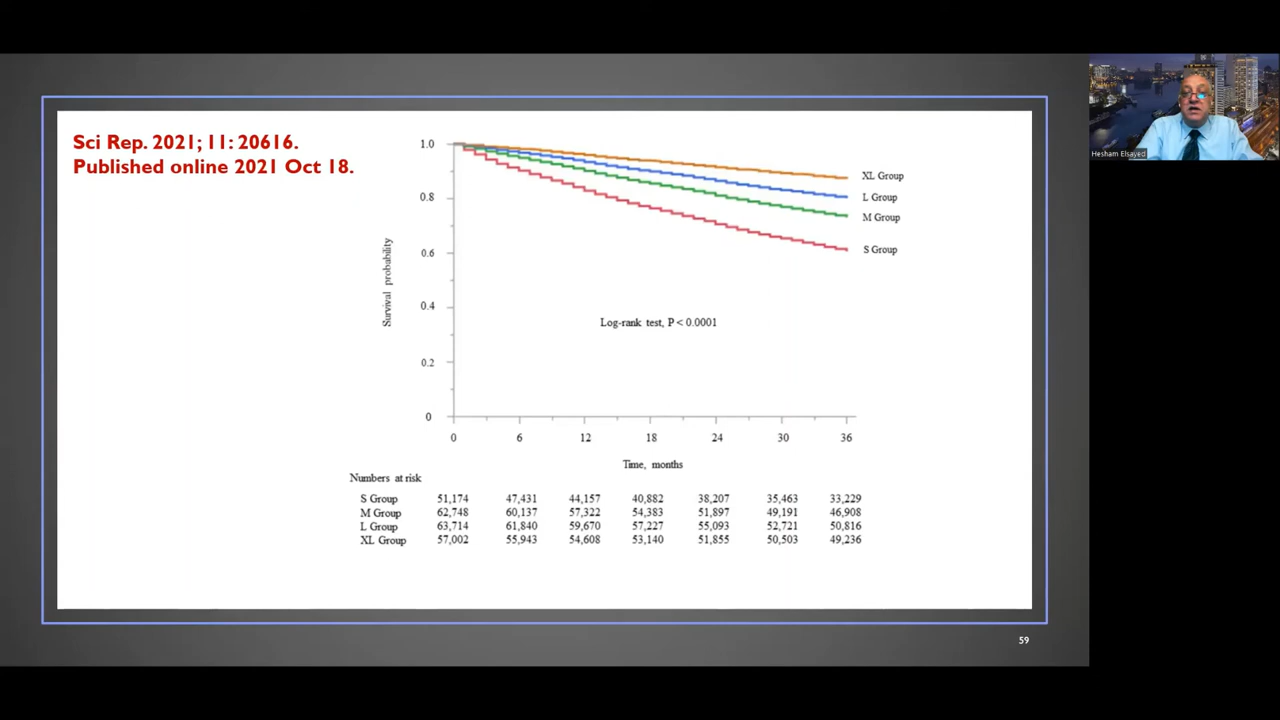 Sci Rep. 2021; 11: 20616.
Published online 2021 Oct 18.
Hesham Elsayed
1.0
0.8
0.6
0.4
0.2
0
Survival probability
XL Group
L Group
M Group
S Group
Log-rank test, P < 0.0001
0 6 12 18 24 30 36
Time, months
Numbers at risk
S Group 51,174 47,431 44,157 40,882 38,207 35,463 33,229
M Group 62,748 60,137 57,322 54,383 51,897 49,191 46,908
L Group 63,714 61,840 59,670 57,227 55,093 52,721 50,816
XL Group 57,002 55,943 54,608 53,140 51,855 50,503 49,236
59